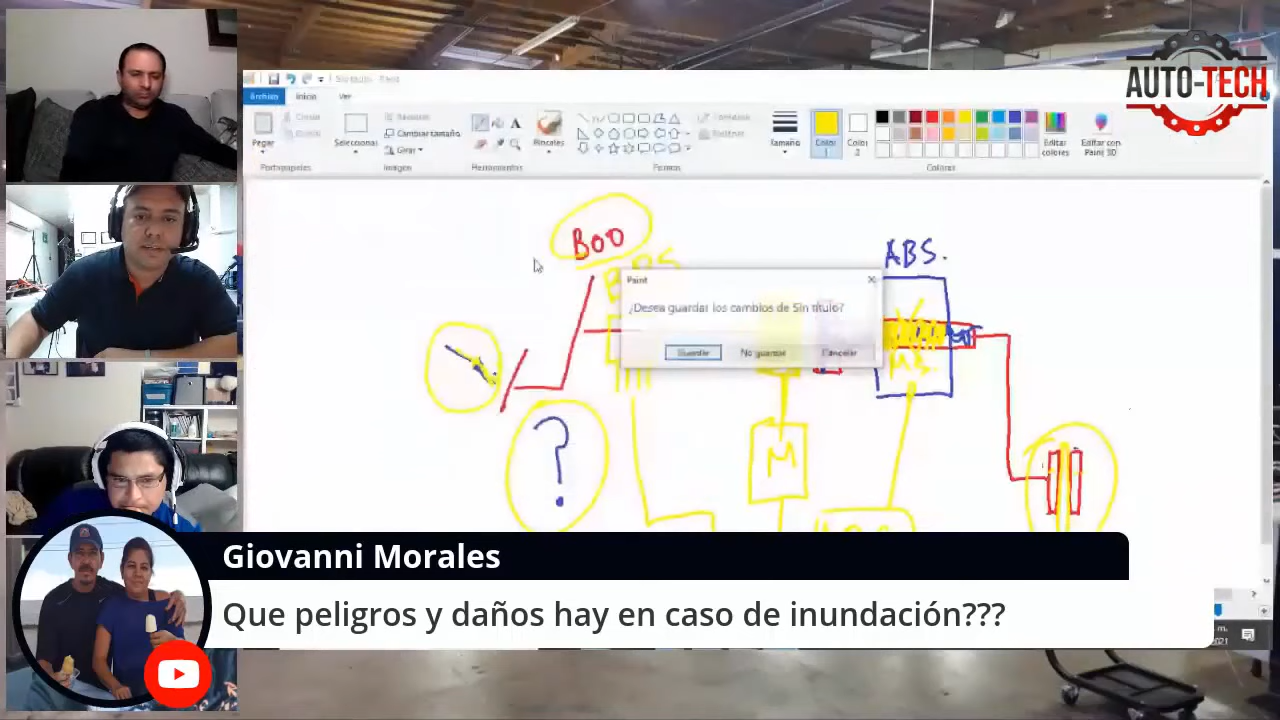 AUTO-TECH
Archivo
Inicio
Ver
Pegar
Seleccionar
Cambiar tamaño
Girar
A
Pinceles
Tamaño
Color
1
Color
2
Editar
colores
Editar con
Paint 3D
Portapapeles
Imagen
Herramientas
Formas
Colores
BOO
ABS.
Paint
¿Desea guardar los cambios de Sin título?
Guardar
No guardar
Cancelar
?
M
Giovanni Morales
Que peligros y daños hay en caso de inundación???